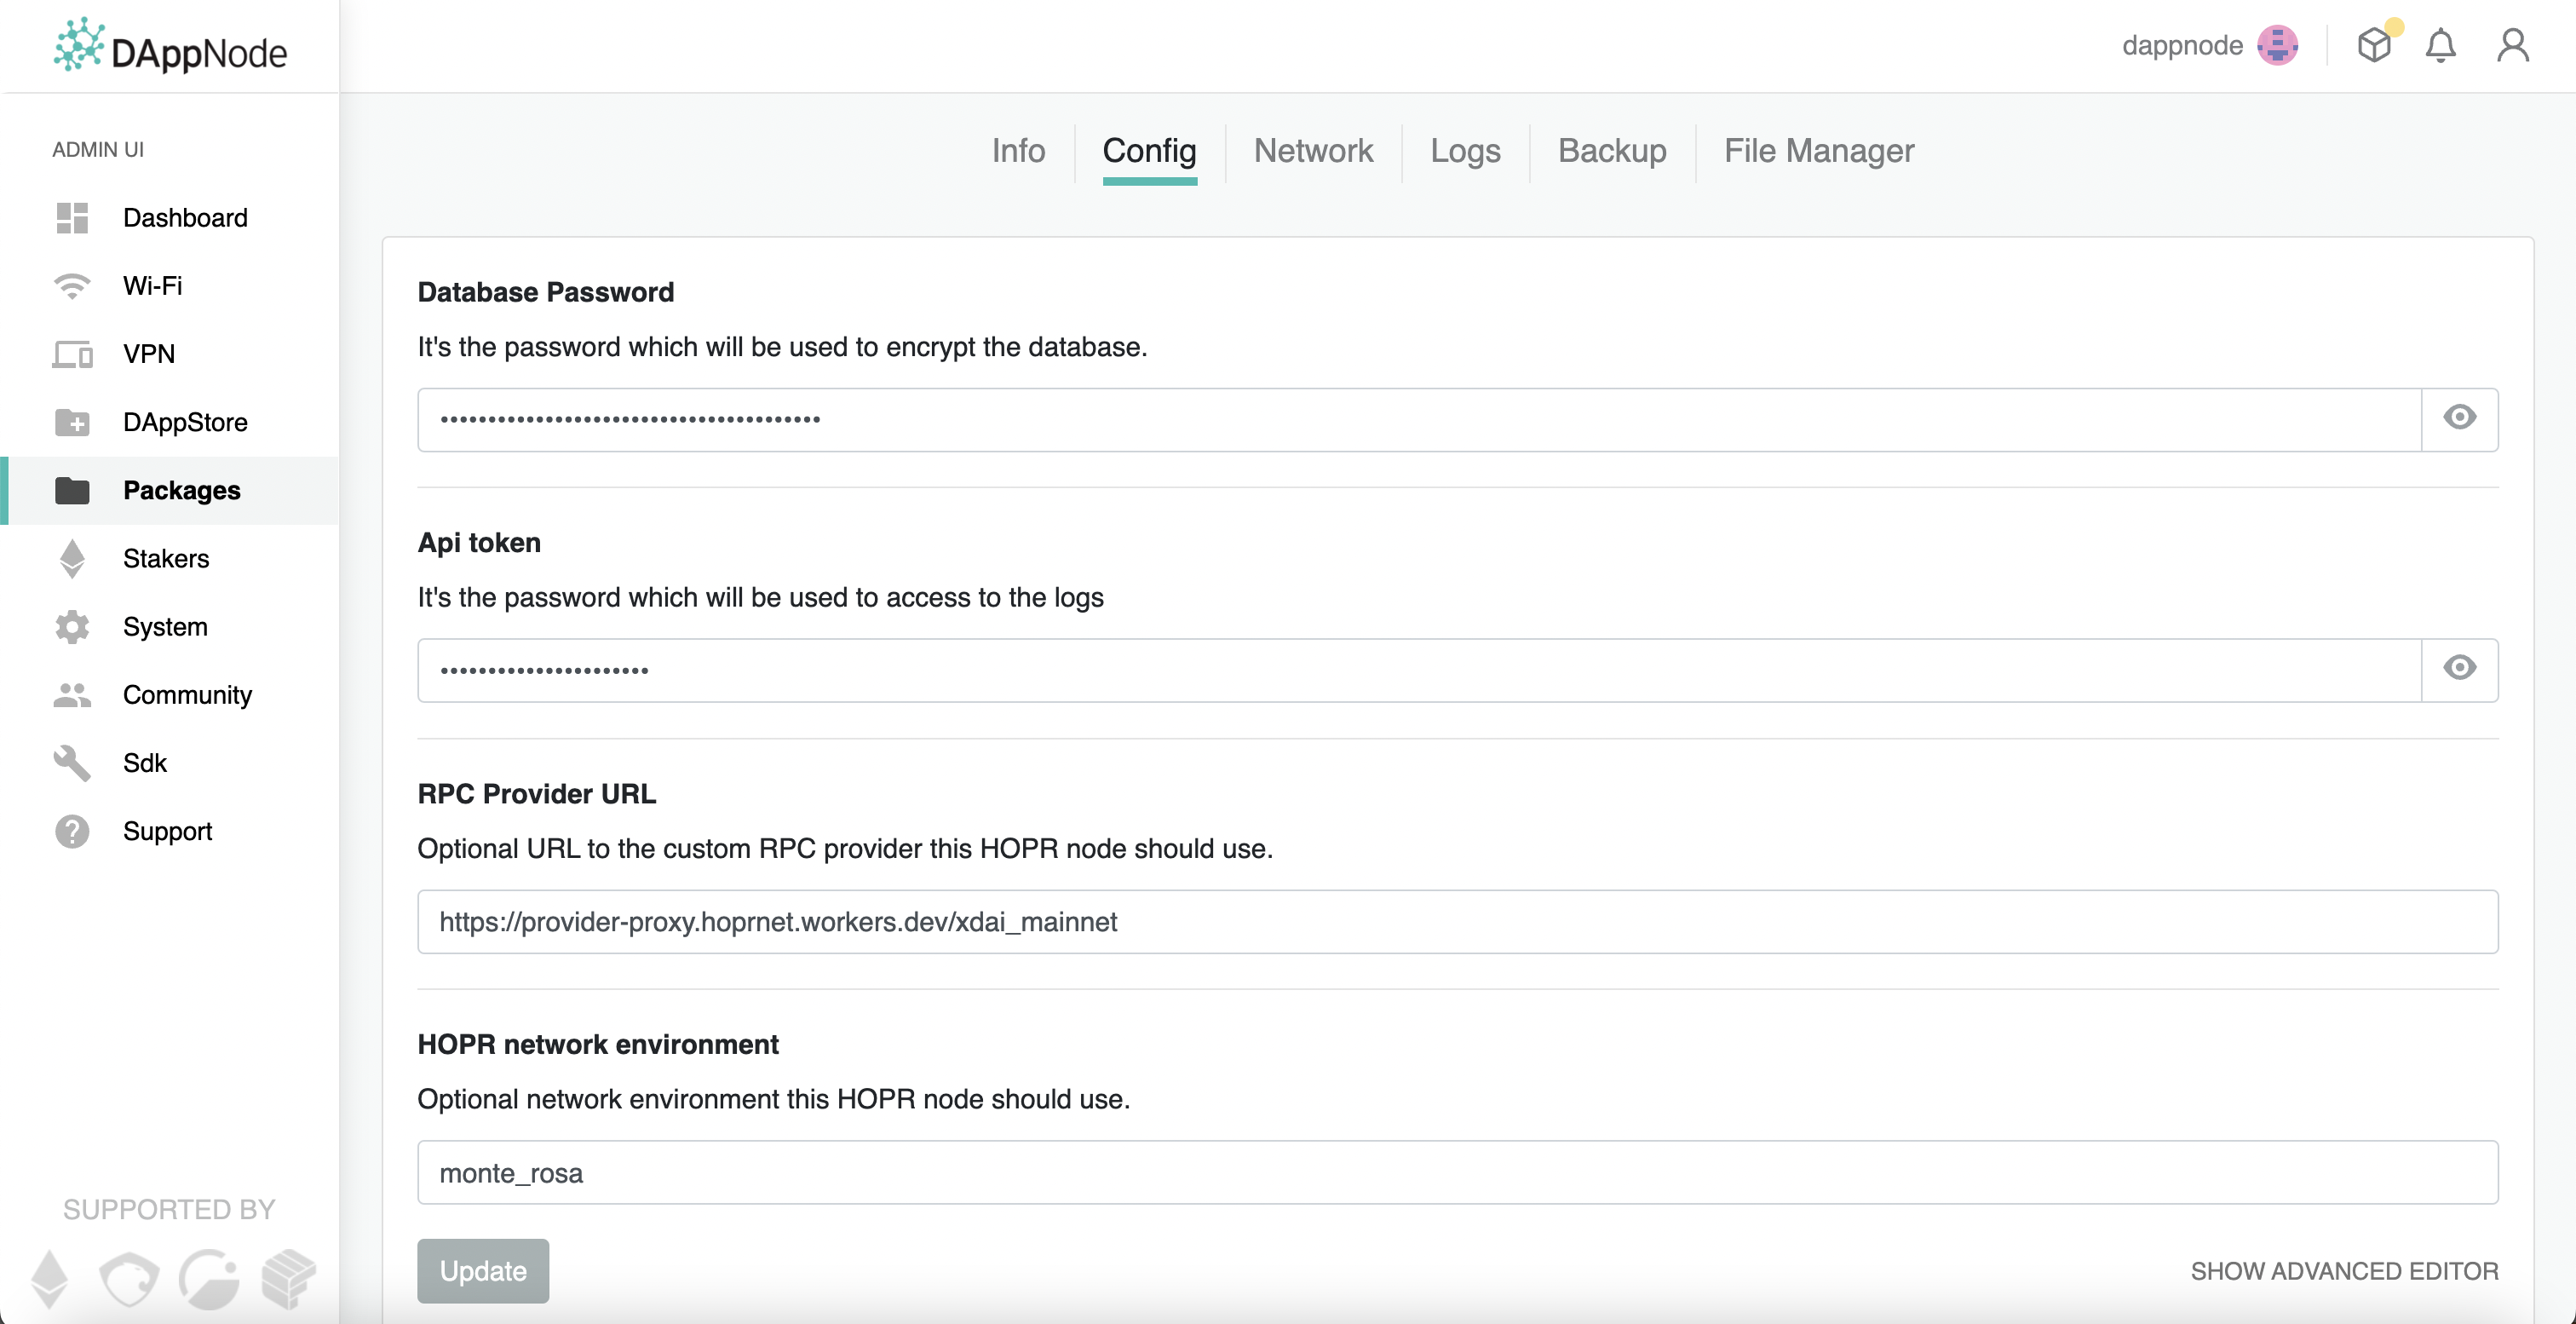 DAppNode
dappnode
ADMIN UI
Dashboard
Wi-Fi
VPN
DAppStore
Packages
Stakers
System
Community
Sdk
Support
SUPPORTED BY
Info
Config
Network
Logs
Backup
File Manager
Database Password
It's the password which will be used to encrypt the database.
••••••••••••••••••••••••••••••••••••••••
Api token
It's the password which will be used to access to the logs
••••••••••••••••••••••
RPC Provider URL
Optional URL to the custom RPC provider this HOPR node should use.
https://provider-proxy.hoprnet.workers.dev/xdai_mainnet
HOPR network environment
Optional network environment this HOPR node should use.
monte_rosa
Update
SHOW ADVANCED EDITOR